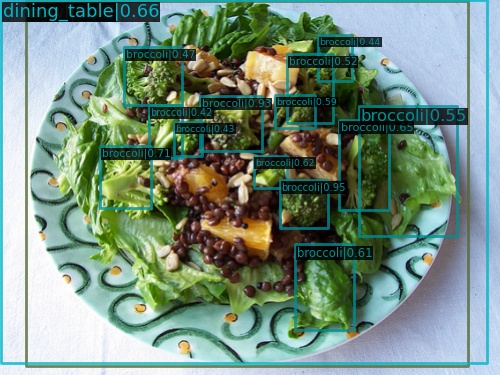 dining_table|0.66
broccoli|0.44
broccoli|0.47
broccoli|0.52
broccoli|0.93
broccoli|0.59
broccoli|0.42
broccoli|0.55
broccoli|0.65
broccoli|0.43
broccoli|0.71
broccoli|0.62
broccoli|0.95
broccoli|0.61